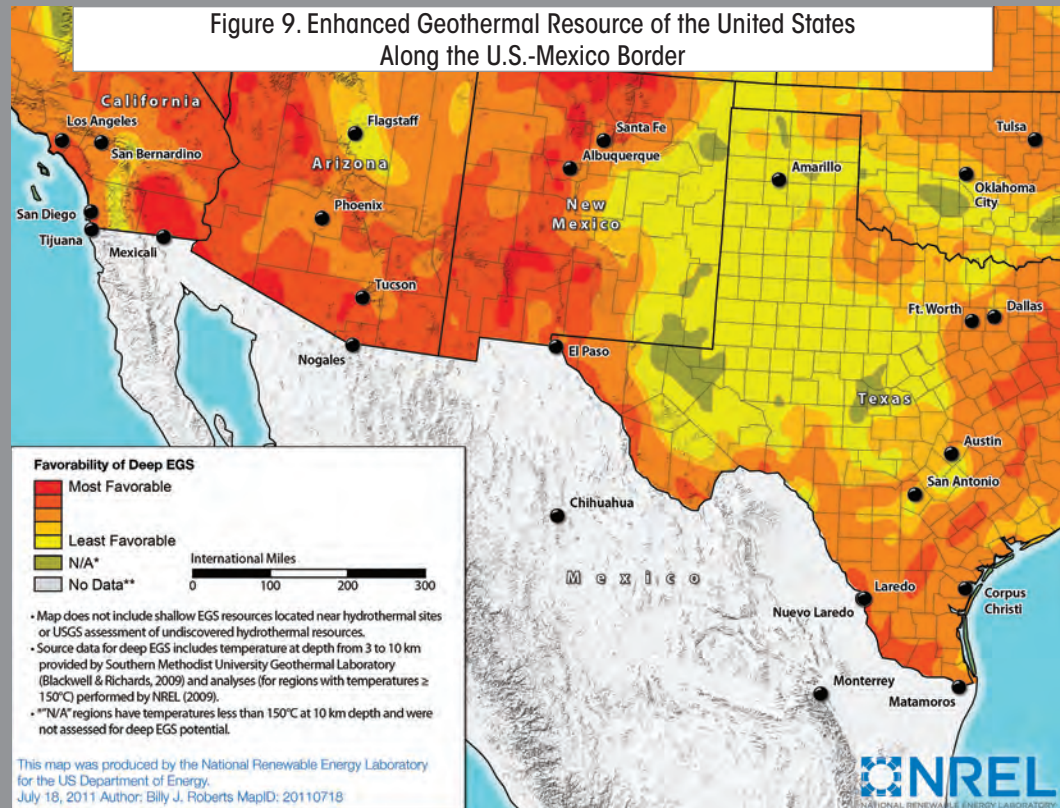 Figure 9. Enhanced Geothermal Resource of the United States
Along the U.S.-Mexico Border
California
Los Angeles
San Bernardino
Flagstaff
Arizona
Phoenix
San Diego
Tijuana
Mexicali
Tucson
Nogales
Santa Fe
Albuquerque
New
Mexico
El Paso
Amarillo
Tulsa
Oklahoma
City
Ft. Worth
Dallas
Texas
Austin
San Antonio
Chihuahua
Mexico
Laredo
Nuevo Laredo
Corpus
Christi
Monterrey
Matamoros
Favorability of Deep EGS
Most Favorable
Least Favorable
N/A*
No Data**
International Miles
0 100 200 300
• Map does not include shallow EGS resources located near hydrothermal sites
or USGS assessment of undiscovered hydrothermal resources.
• Source data for deep EGS includes temperature at depth from 3 to 10 km
provided by Southern Methodist University Geothermal Laboratory
(Blackwell & Richards, 2009) and analyses (for regions with temperatures ≥
150°C) performed by NREL (2009).
• *"N/A" regions have temperatures less than 150°C at 10 km depth and were
not assessed for deep EGS potential.
This map was produced by the National Renewable Energy Laboratory
for the US Department of Energy.
July 18, 2011 Author: Billy J. Roberts MapID: 20110718
NREL
NATIONAL RENEWABLE ENERGY LABORATORY